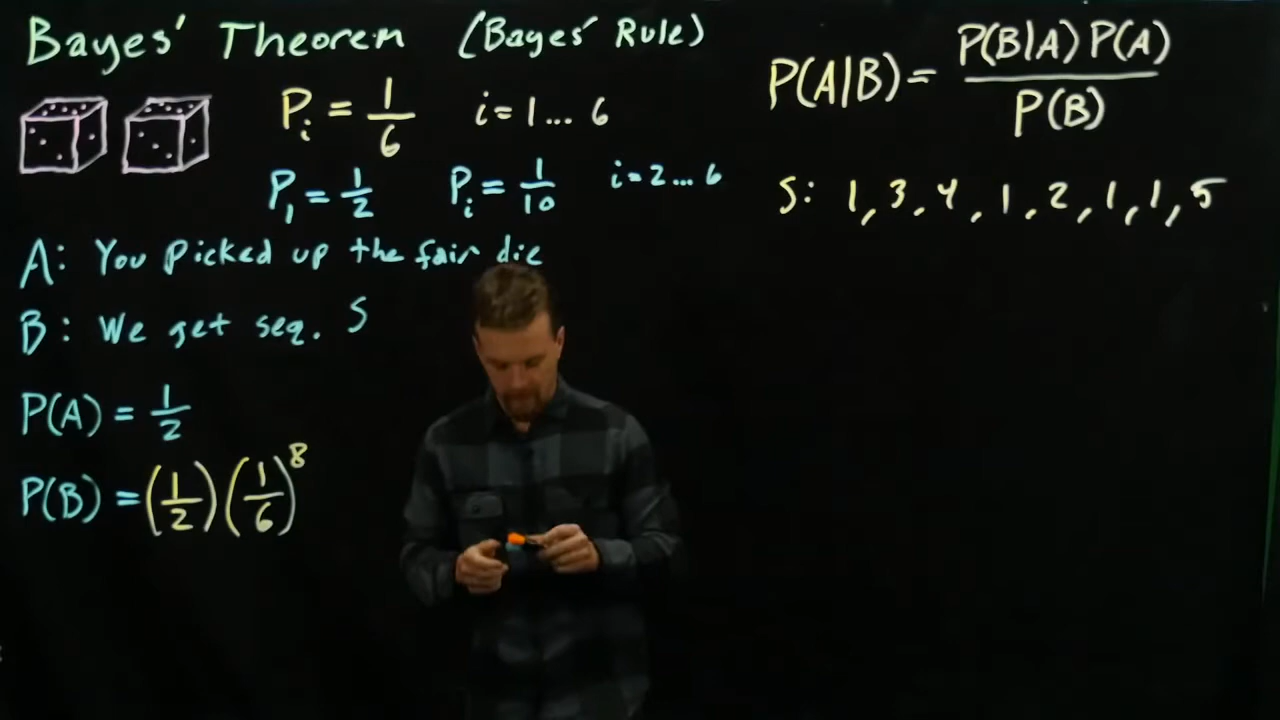 Bayes' Theorem (Bayes' Rule)
P(A|B) = P(B|A) P(A) / P(B)
P_i = 1/6 i = 1 ... 6
P_1 = 1/2 P_i = 1/10 i = 2 ... 6
S: 1, 3, 4, 1, 2, 1, 1, 5
A: You picked up the fair die
B: We get seq. S
P(A) = 1/2
P(B) = (1/2)(1/6)^8